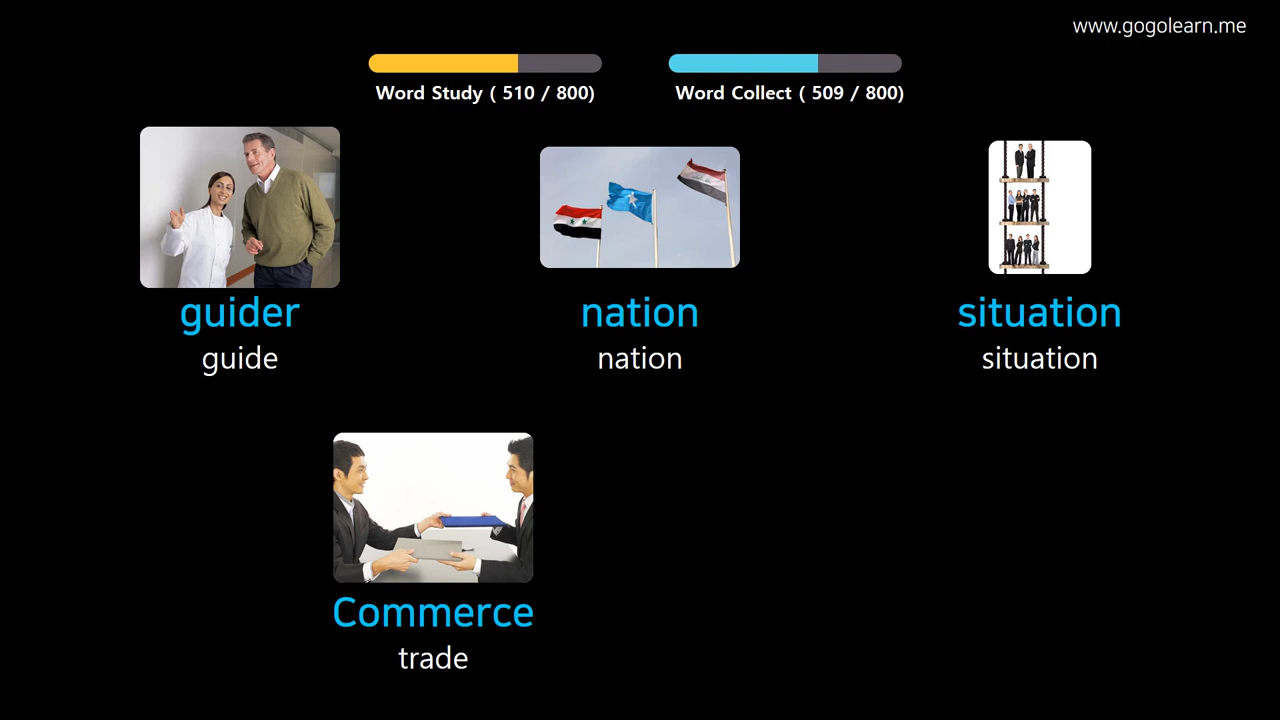 www.gogolearn.me
Word Study ( 510 / 800)
Word Collect ( 509 / 800)
guider
guide
nation
nation
situation
situation
Commerce
trade